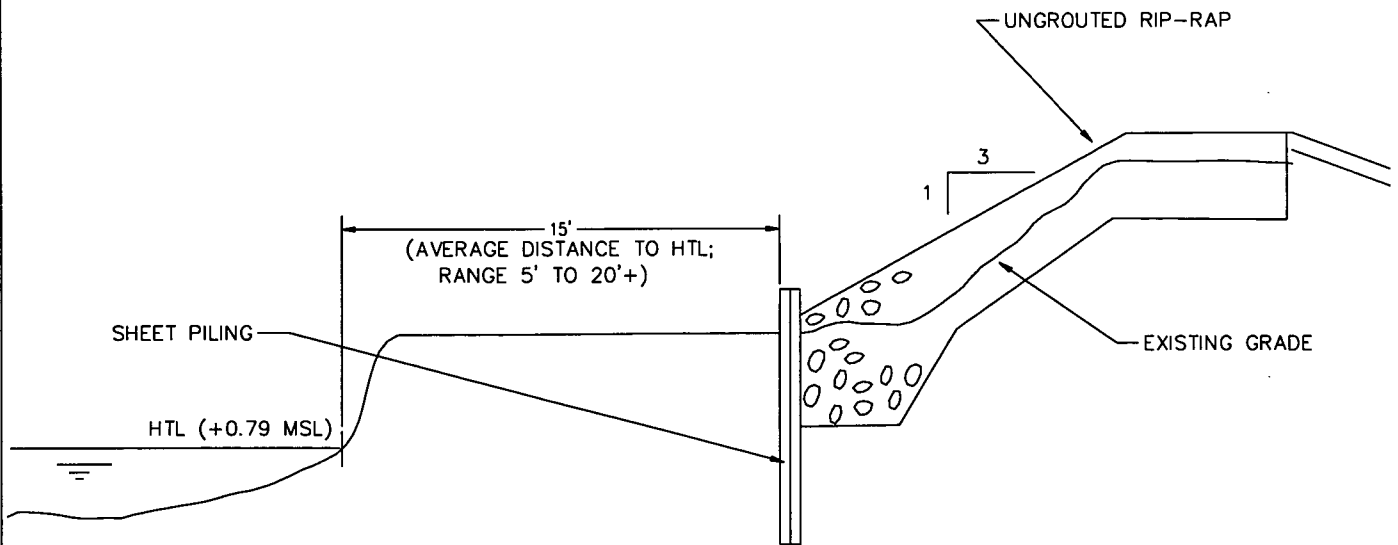 UNGROUTED RIP-RAP
3
1
15'
(AVERAGE DISTANCE TO HTL;
RANGE 5' TO 20'+)
SHEET PILING
EXISTING GRADE
HTL (+0.79 MSL)